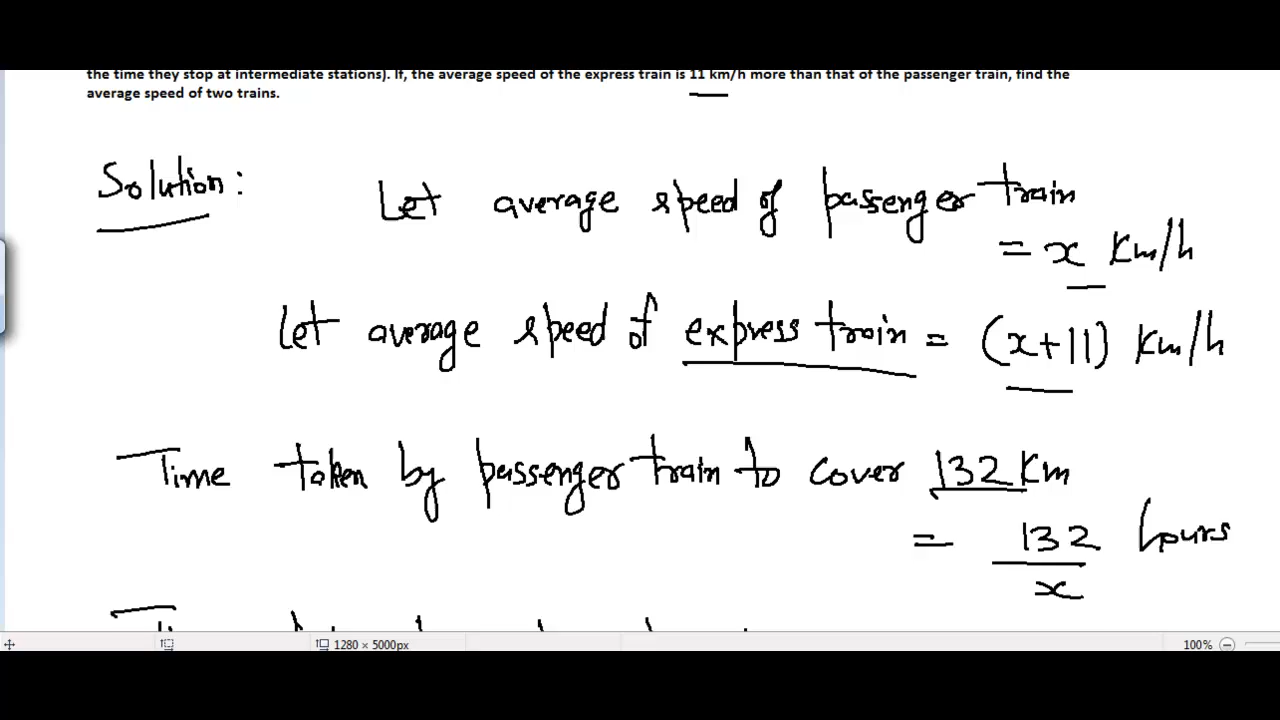 the time they stop at intermediate stations). If, the average speed of the express train is 11 km/h more than that of the passenger train, find the
average speed of two trains.
Solution:
Let average speed of passenger train
= x Km/h
Let average speed of express train = (x+11) Km/h
Time taken by passenger train to cover 132 Km
= 132/x hours
1280 × 5000px
100%